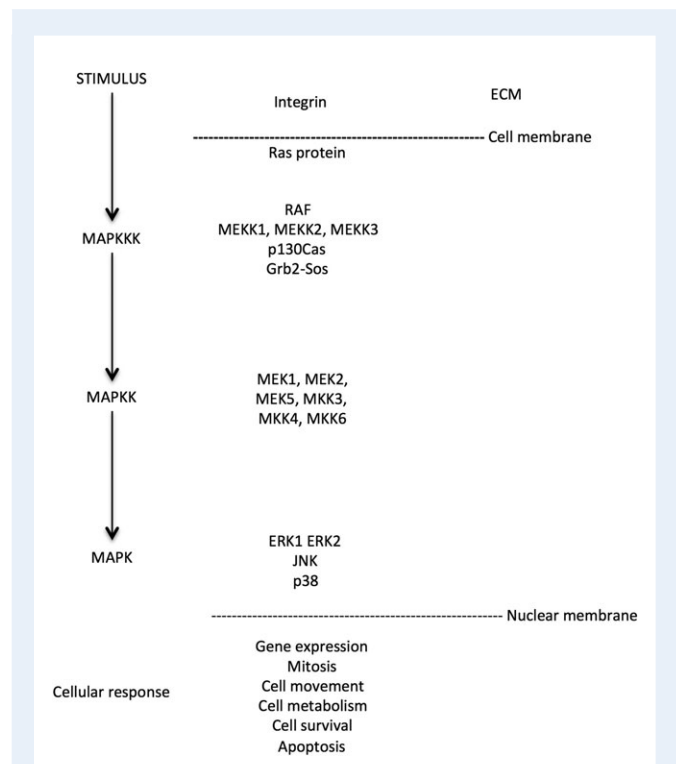 STIMULUS
Integrin
ECM
Cell membrane
Ras protein
RAF
MAPKKK
MEKK1, MEKK2, MEKK3
p130Cas
Grb2-Sos
MEK1, MEK2,
MAPKK
MEK5, MKK3,
MKK4, MKK6
ERK1 ERK2
MAPK
JNK
p38
Nuclear membrane
Gene expression
Mitosis
Cellular response
Cell movement
Cell metabolism
Cell survival
Apoptosis